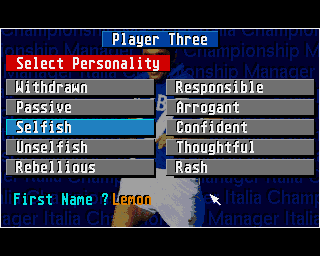 Player Three
Select Personality
Withdrawn
Responsible
Passive
Arrogant
Selfish
Confident
Unselfish
Thoughtful
Rebellious
Rash
First Name ? Lemon